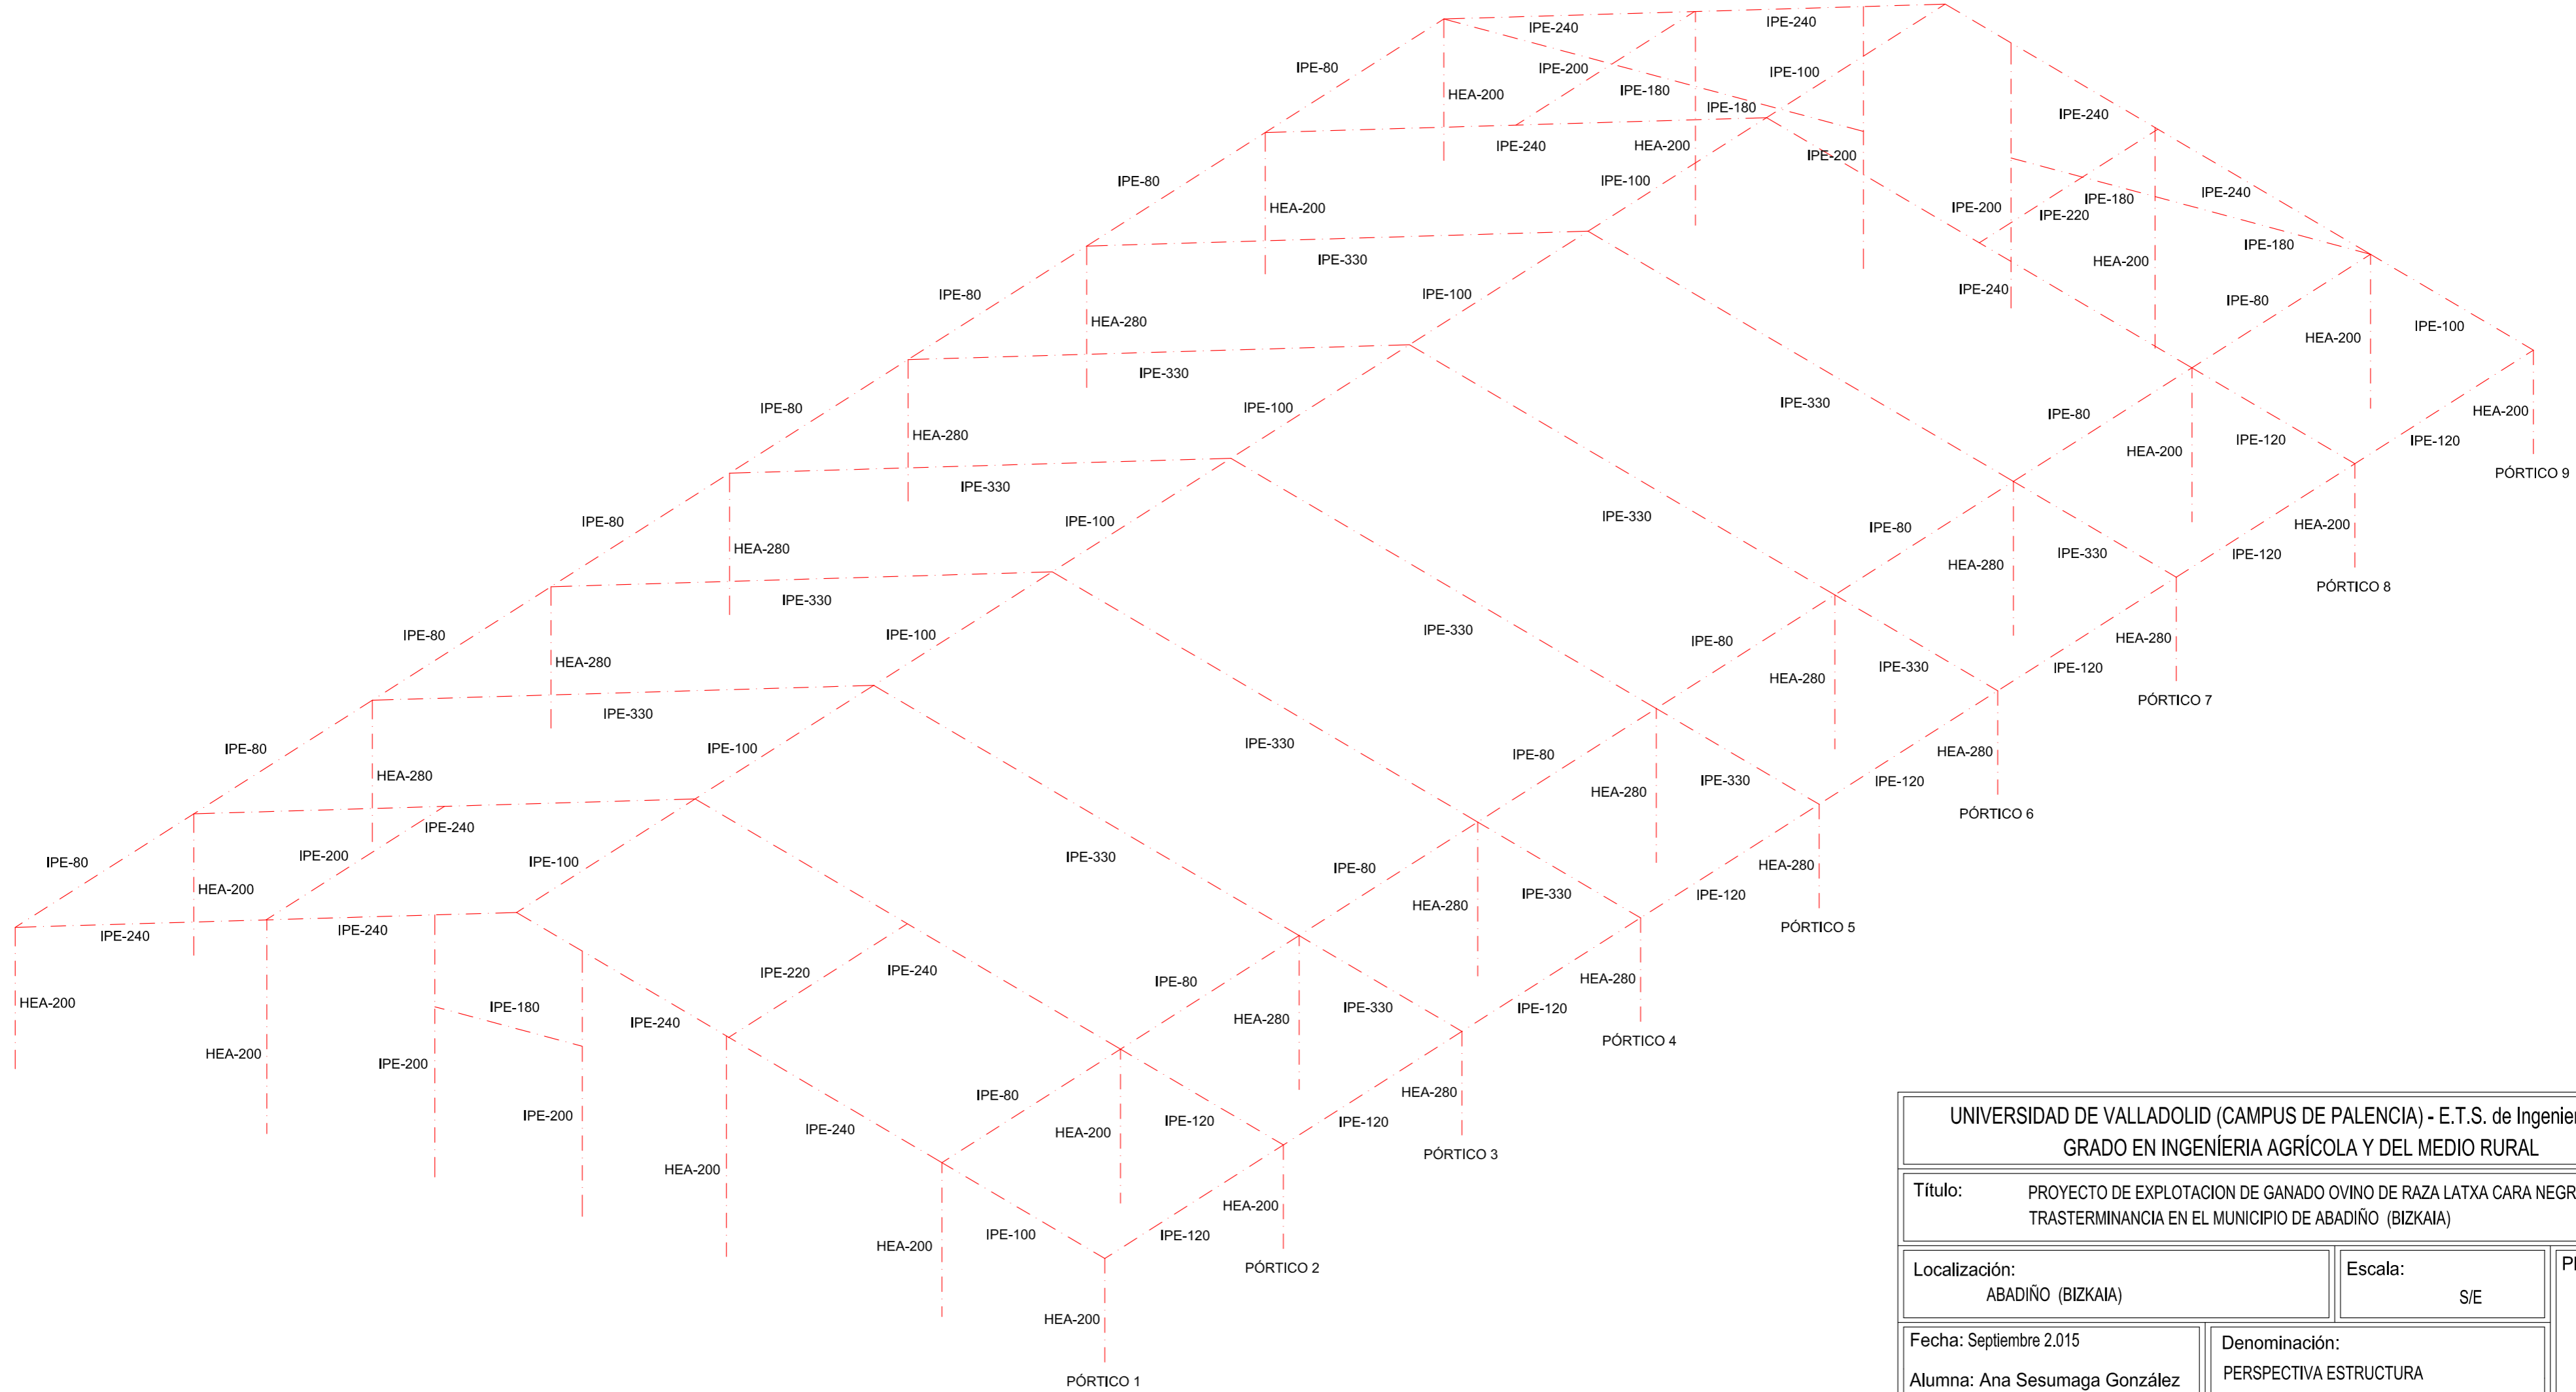 IPE-240
IPE-240
IPE-80
IPE-200
IPE-100
HEA-200
IPE-180
IPE-180
IPE-240
IPE-240
HEA-200
IPE-200
IPE-80
IPE-100
HEA-200
IPE-200
IPE-220
IPE-180
IPE-240
IPE-180
IPE-330
HEA-200
IPE-240
IPE-80
IPE-100
IPE-80
HEA-280
HEA-200
IPE-100
IPE-330
IPE-80
IPE-100
IPE-330
IPE-80
HEA-200
HEA-280
HEA-200
IPE-120
IPE-120
PÓRTICO 9
IPE-330
IPE-80
IPE-100
IPE-330
IPE-80
HEA-200
HEA-280
IPE-330
IPE-120
HEA-280
PÓRTICO 8
IPE-330
IPE-80
IPE-100
IPE-330
IPE-80
HEA-280
HEA-280
IPE-330
IPE-120
HEA-280
PÓRTICO 7
IPE-330
IPE-80
IPE-100
IPE-330
IPE-80
HEA-280
HEA-280
IPE-330
IPE-120
HEA-280
PÓRTICO 6
IPE-240
IPE-80
IPE-200
IPE-100
IPE-330
IPE-80
HEA-280
HEA-200
IPE-330
IPE-120
HEA-280
PÓRTICO 5
IPE-240
IPE-240
IPE-220
IPE-240
IPE-80
HEA-280
HEA-200
IPE-180
IPE-240
HEA-280
IPE-330
IPE-120
PÓRTICO 4
HEA-200
IPE-200
IPE-80
HEA-280
IPE-200
IPE-240
HEA-200
IPE-120
IPE-120
PÓRTICO 3
HEA-200
HEA-200
HEA-200
IPE-100
IPE-120
PÓRTICO 2
HEA-200
PÓRTICO 1
UNIVERSIDAD DE VALLADOLID (CAMPUS DE PALENCIA) - E.T.S. de Ingenier
GRADO EN INGENÍERIA AGRÍCOLA Y DEL MEDIO RURAL
Título: PROYECTO DE EXPLOTACION DE GANADO OVINO DE RAZA LATXA CARA NEGR
TRASTERMINANCIA EN EL MUNICIPIO DE ABADIÑO (BIZKAIA)
Localización:
ABADIÑO (BIZKAIA)
Escala:
S/E
Pl
Fecha: Septiembre 2.015
Alumna: Ana Sesumaga González
Denominación:
PERSPECTIVA ESTRUCTURA